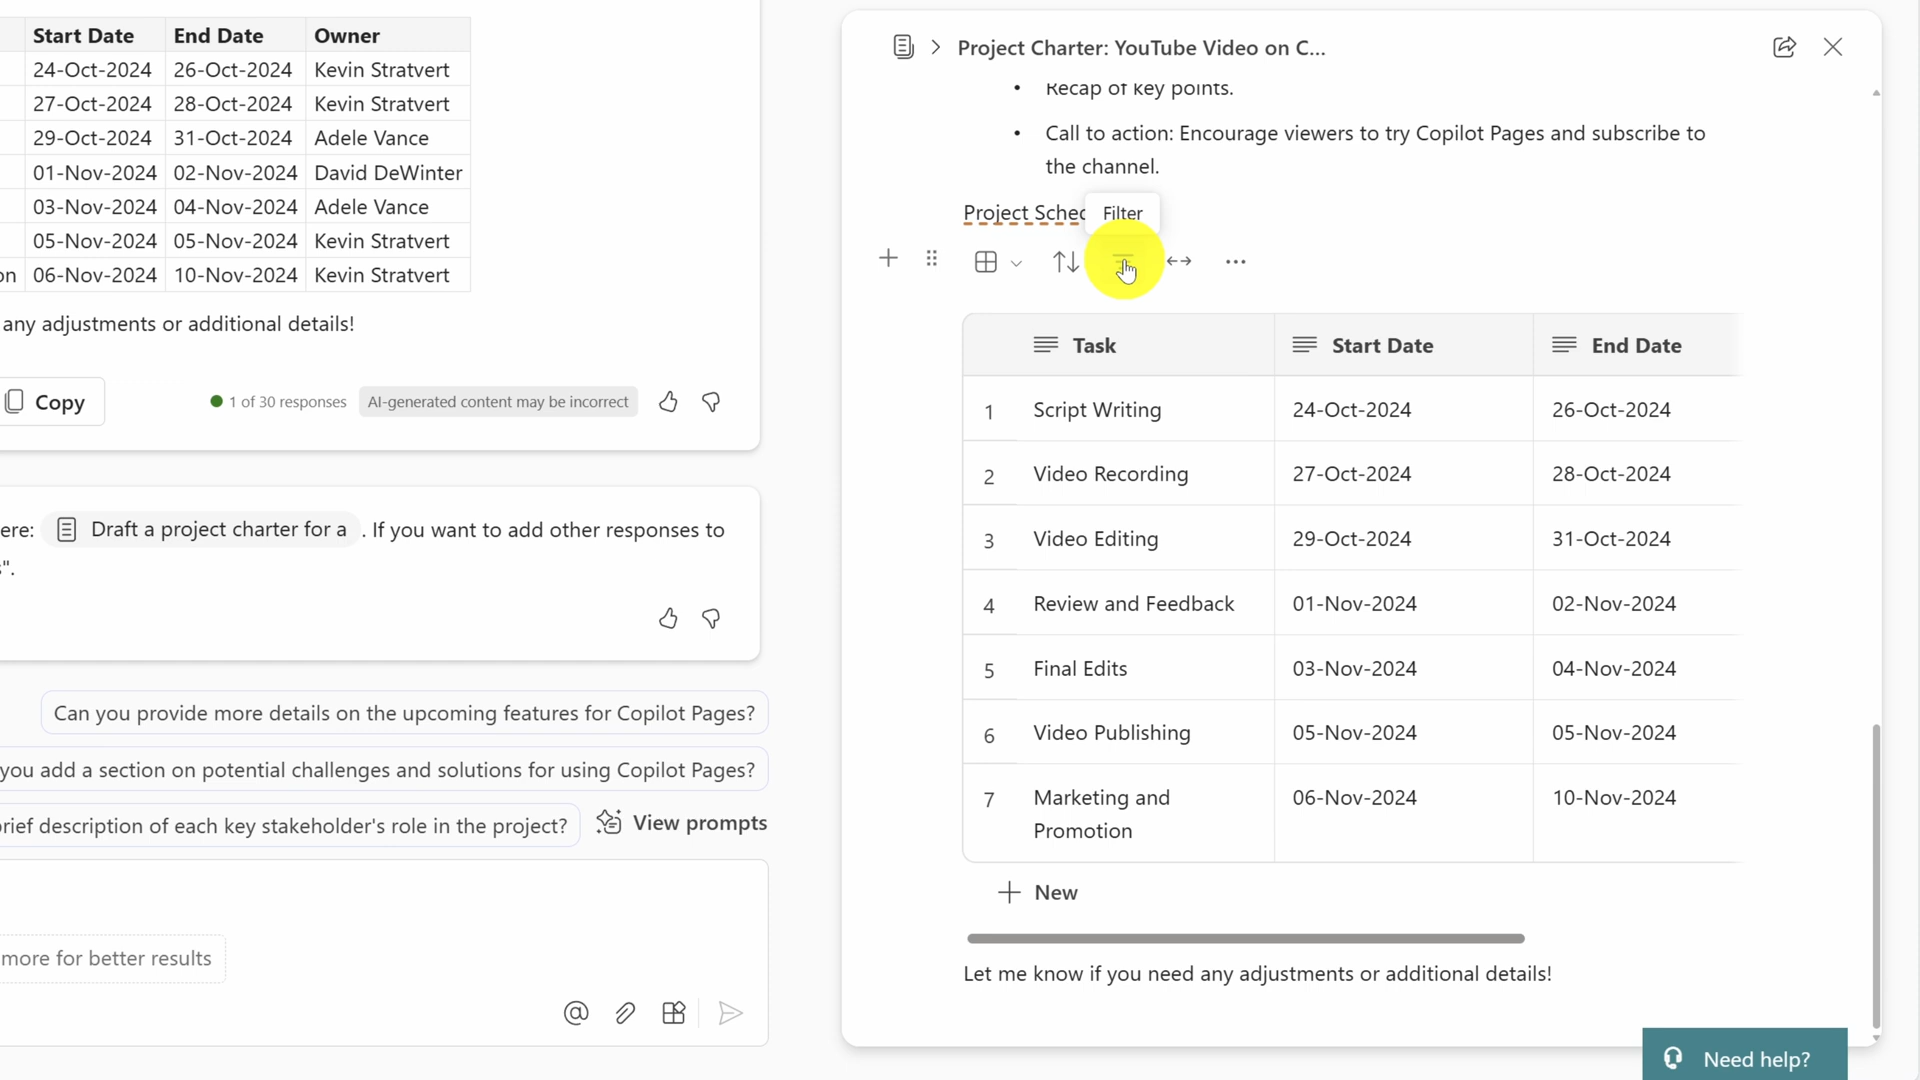 Start Date End Date Owner
24-Oct-2024 26-Oct-2024 Kevin Stratvert
27-Oct-2024 28-Oct-2024 Kevin Stratvert
29-Oct-2024 31-Oct-2024 Adele Vance
01-Nov-2024 02-Nov-2024 David DeWinter
03-Nov-2024 04-Nov-2024 Adele Vance
05-Nov-2024 05-Nov-2024 Kevin Stratvert
on 06-Nov-2024 10-Nov-2024 Kevin Stratvert
any adjustments or additional details!
Copy
1 of 30 responses AI-generated content may be incorrect
ere: Draft a project charter for a . If you want to add other responses to
s".
Can you provide more details on the upcoming features for Copilot Pages?
you add a section on potential challenges and solutions for using Copilot Pages?
brief description of each key stakeholder's role in the project?
View prompts
more for better results
Project Charter: YouTube Video on C...
• Recap of key points.
• Call to action: Encourage viewers to try Copilot Pages and subscribe to
the channel.
Project Sched
Filter
Task Start Date End Date
1 Script Writing 24-Oct-2024 26-Oct-2024
2 Video Recording 27-Oct-2024 28-Oct-2024
3 Video Editing 29-Oct-2024 31-Oct-2024
4 Review and Feedback 01-Nov-2024 02-Nov-2024
5 Final Edits 03-Nov-2024 04-Nov-2024
6 Video Publishing 05-Nov-2024 05-Nov-2024
7 Marketing and 06-Nov-2024 10-Nov-2024
Promotion
New
Let me know if you need any adjustments or additional details!
Need help?